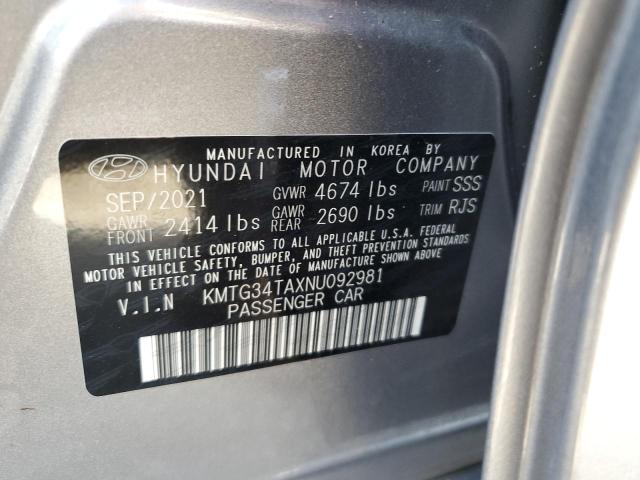 MANUFACTURED IN KOREA BY
HYUNDAI MOTOR COMPANY
SEP/2021 GVWR 4674 lbs PAINT SSS
GAWR FRONT 2414 lbs GAWR REAR 2690 lbs TRIM RJS
THIS VEHICLE CONFORMS TO ALL APPLICABLE U.S.A. FEDERAL
MOTOR VEHICLE SAFETY, BUMPER, AND THEFT PREVENTION STANDARDS
IN EFFECT ON THE DATE OF MANUFACTURE SHOWN ABOVE.
V.I.N KMTG34TAXNU092981
PASSENGER CAR